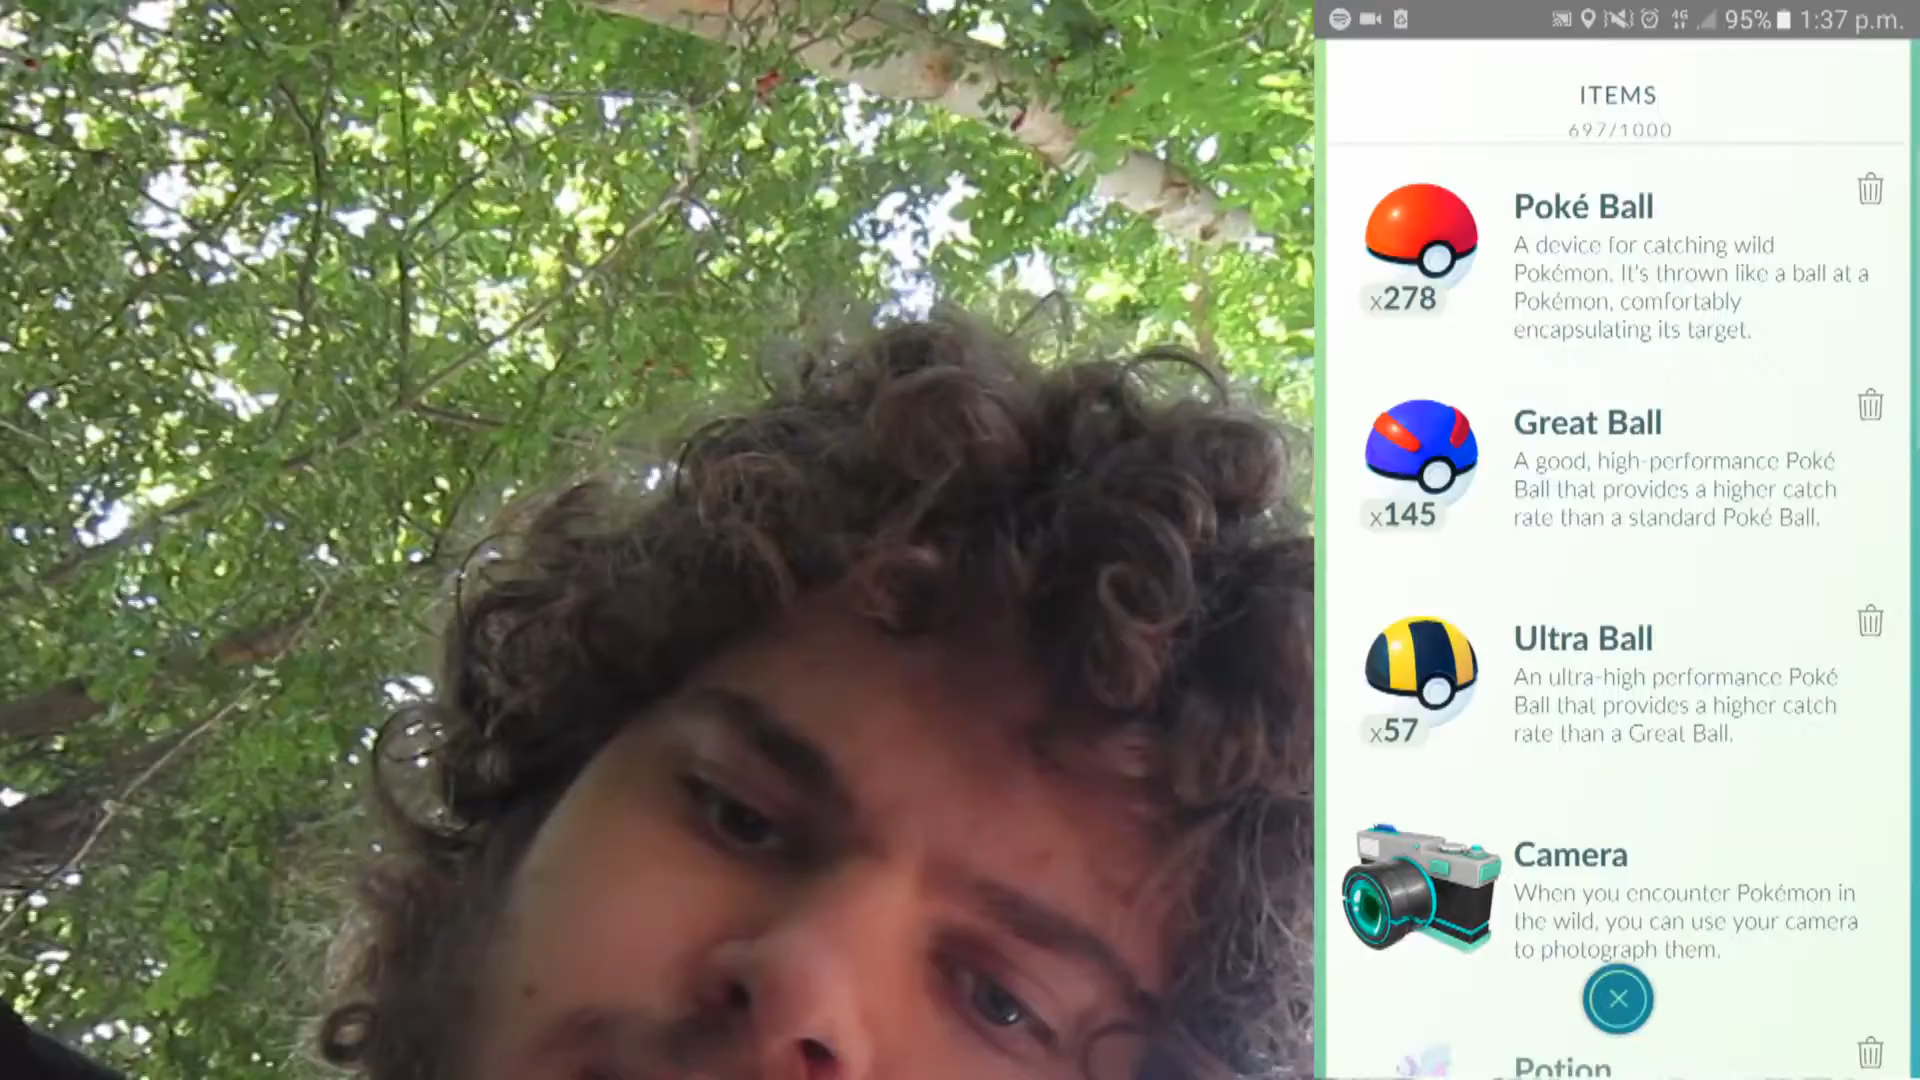 4G 95% 1:37 p.m.
ITEMS
697/1000
Poké Ball
A device for catching wild
Pokémon. It's thrown like a ball at a
Pokémon, comfortably
encapsulating its target.
x278
Great Ball
A good, high-performance Poké
Ball that provides a higher catch
rate than a standard Poké Ball.
x145
Ultra Ball
An ultra-high performance Poké
Ball that provides a higher catch
rate than a Great Ball.
x57
Camera
When you encounter Pokémon in
the wild, you can use your camera
to photograph them.
Potion